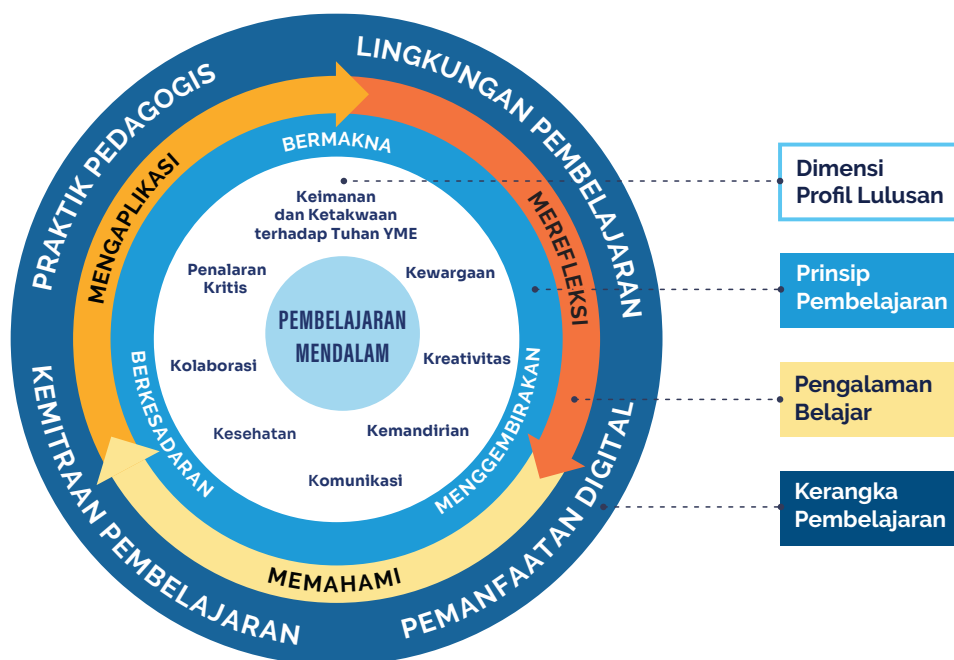 PRAKTIK PEDAGOGIS
LINGKUNGAN PEMBELAJARAN
PEMANFAATAN DIGITAL
KEMITRAAN PEMBELAJARAN
MENGAPLIKASI
MEREFLEKSI
MEMAHAMI
BERMAKNA
MENGGEMBIRAKAN
BERKESADARAN
Keimanan
dan Ketakwaan
terhadap Tuhan YME
Kewargaan
Kreativitas
Kemandirian
Komunikasi
Kesehatan
Kolaborasi
Penalaran
Kritis
PEMBELAJARAN
MENDALAM
Dimensi
Profil Lulusan
Prinsip
Pembelajaran
Pengalaman
Belajar
Kerangka
Pembelajaran